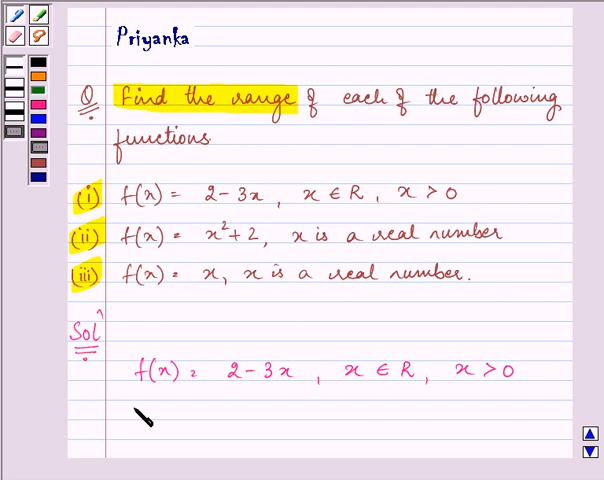 Priyanka
Q Find the range of each of the following
functions
(i) f(x) = 2 - 3x , x ∈ R , x > 0
(ii) f(x) = x² + 2, x is a real number
(iii) f(x) = x, x is a real number.
Solⁿ
f(x) = 2 - 3x , x ∈ R , x > 0